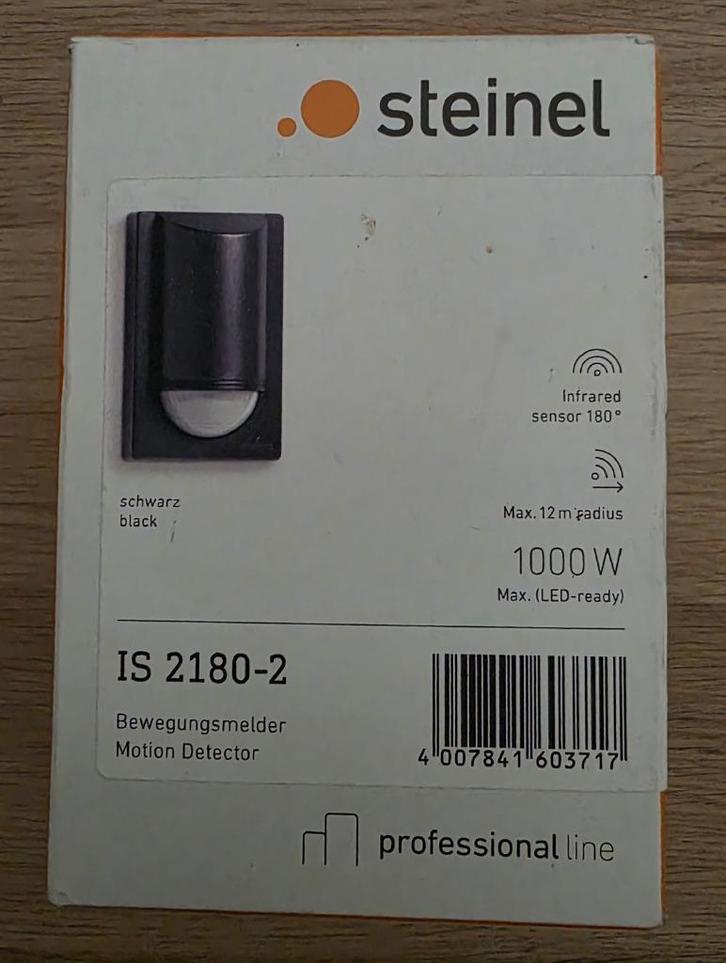 steinel
Infrared
sensor 180°
Max. 12 m radius
schwarz
black
1000 W
Max. (LED-ready)
IS 2180-2
Bewegungsmelder
Motion Detector
4 007841 603717
professional line